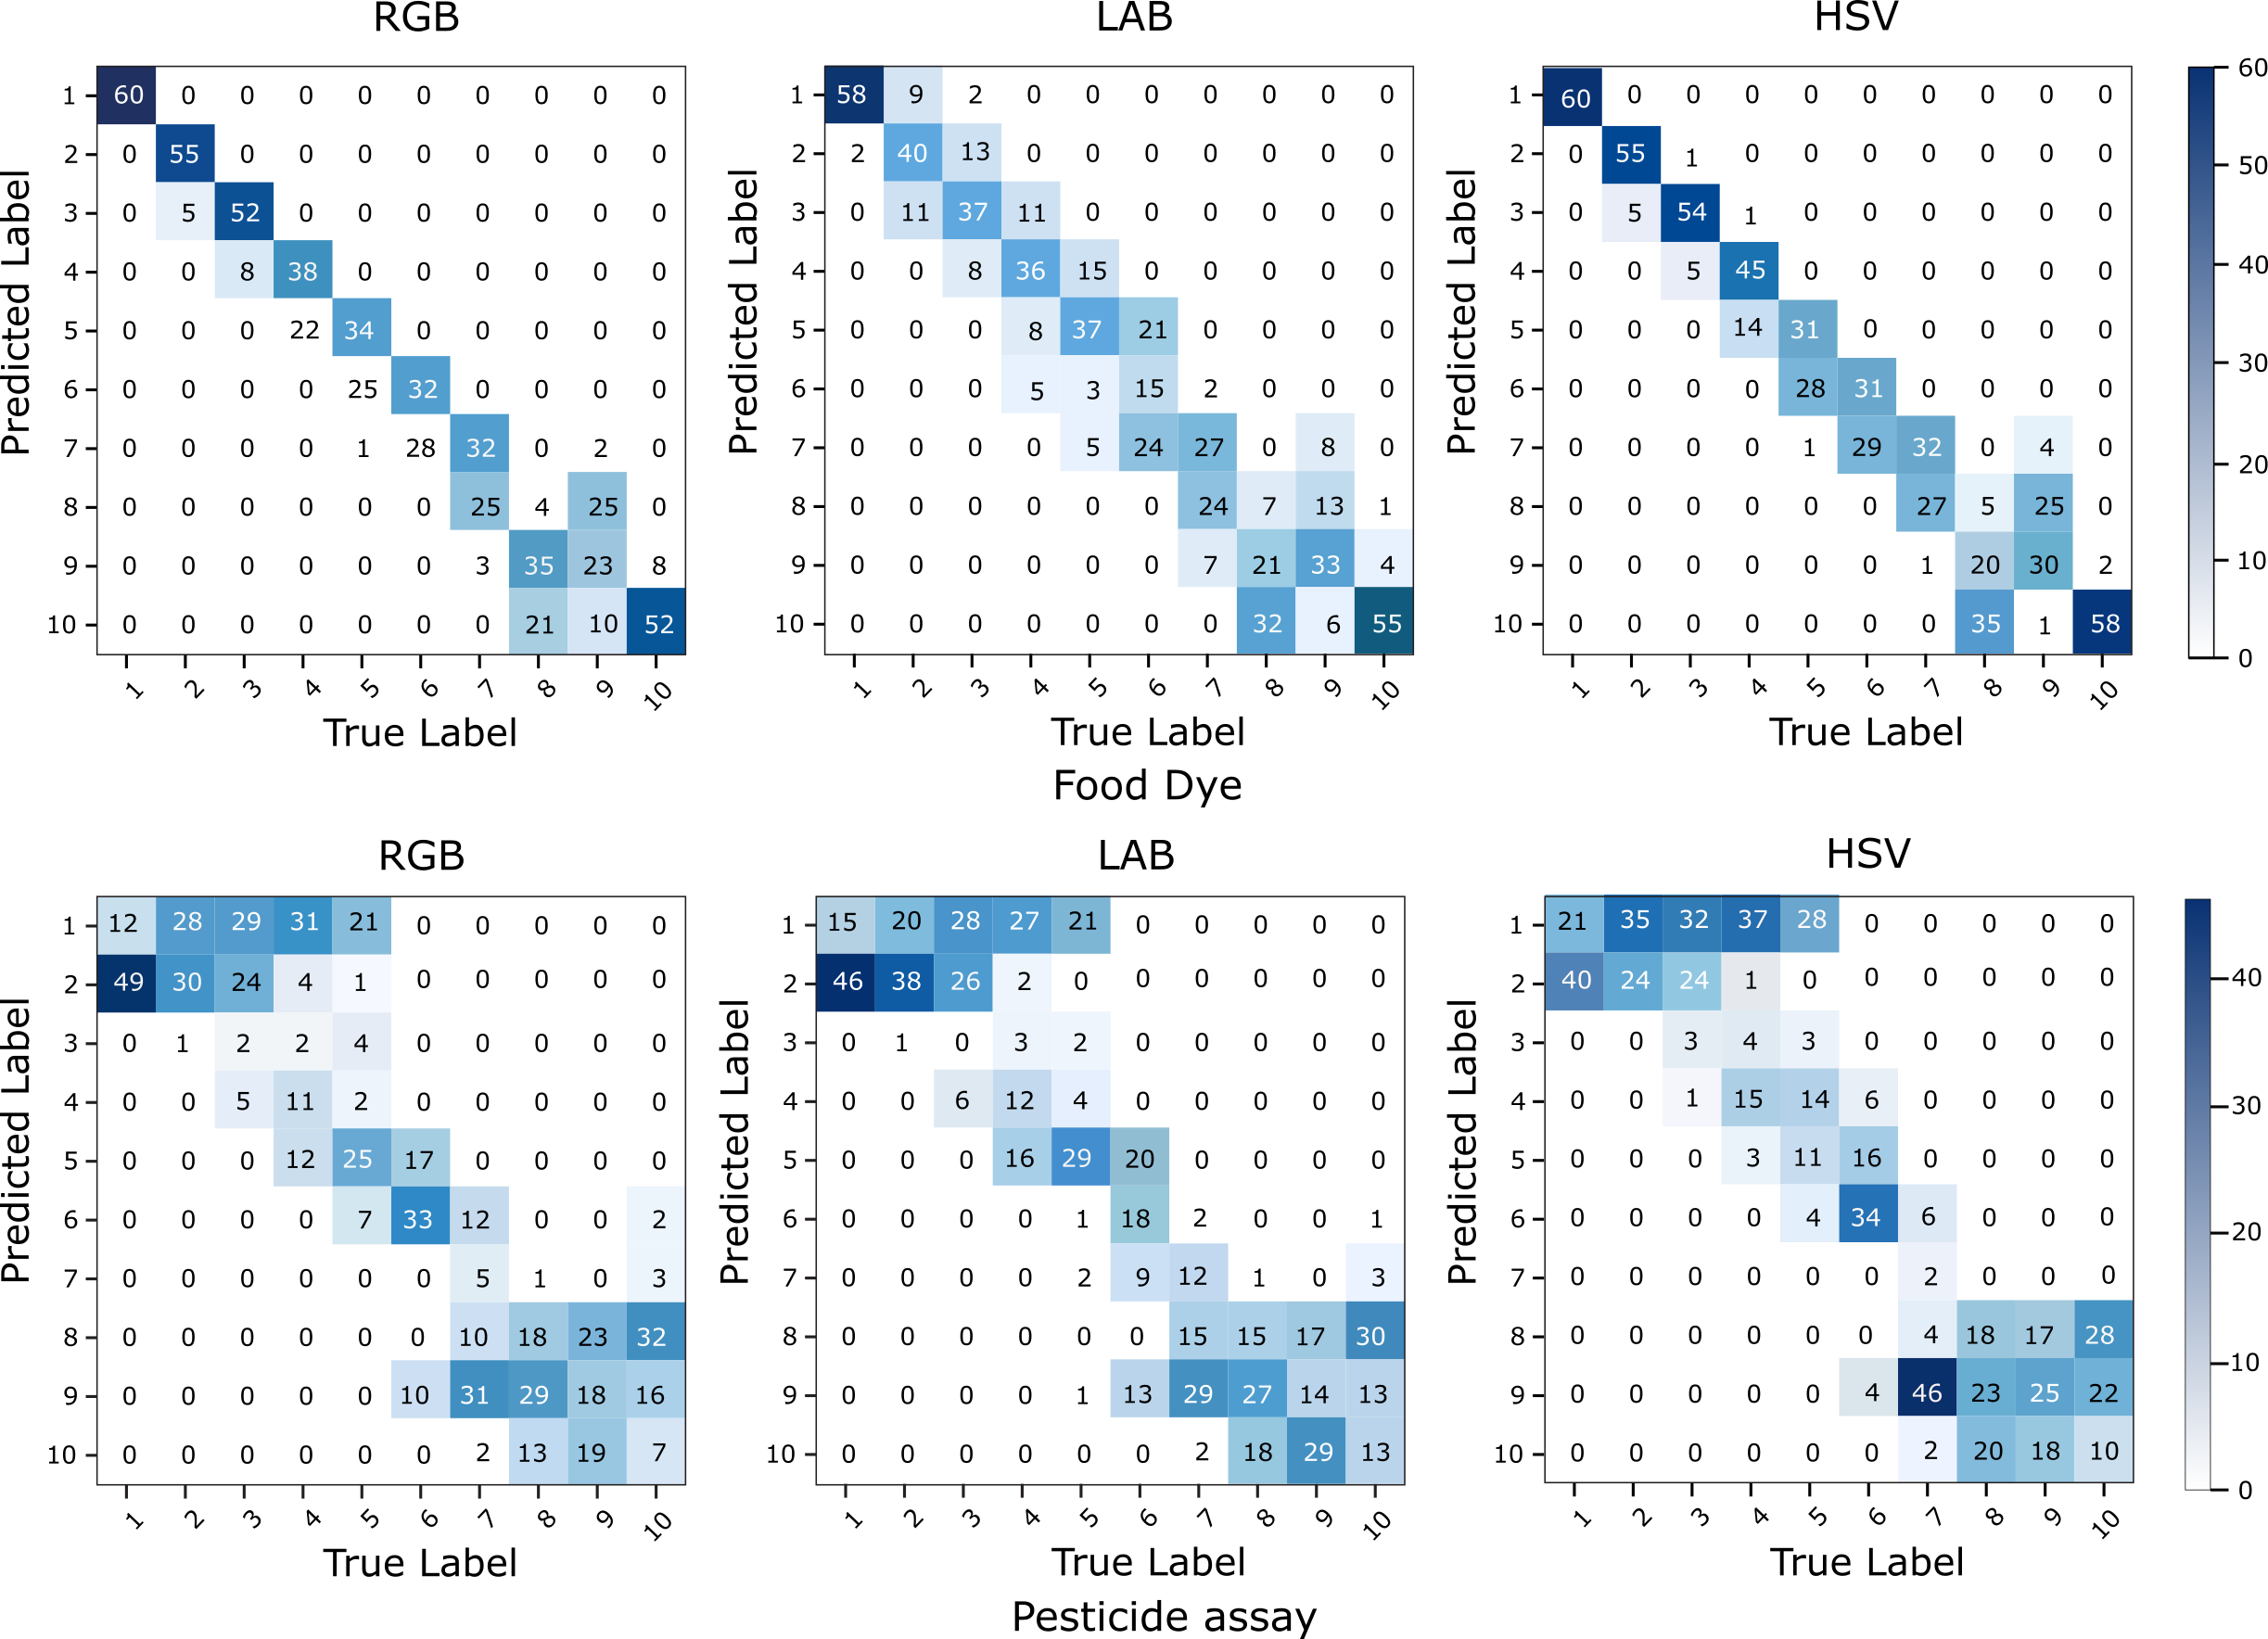 RGB LAB HSV
1 60 0 0 0 0 0 0 0 0 0 1 58 9 2 0 0 0 0 0 0 0 1 60 0 0 0 0 0 0 0 0 0 60
2 0 55 0 0 0 0 0 0 0 0 2 2 40 13 0 0 0 0 0 0 0 2 0 55 1 0 0 0 0 0 0 0 50
3 0 5 52 0 0 0 0 0 0 0 3 0 11 37 11 0 0 0 0 0 0 3 0 5 54 1 0 0 0 0 0 0
4 0 0 8 38 0 0 0 0 0 0 4 0 0 8 36 15 0 0 0 0 0 4 0 0 5 45 0 0 0 0 0 0 40
5 0 0 0 22 34 0 0 0 0 0 5 0 0 0 8 37 21 0 0 0 0 5 0 0 0 14 31 0 0 0 0 0 30
6 0 0 0 0 25 32 0 0 0 0 6 0 0 0 5 3 15 2 0 0 0 6 0 0 0 0 28 31 0 0 0 0
7 0 0 0 0 1 28 32 0 2 0 7 0 0 0 0 5 24 27 0 8 0 7 0 0 0 0 1 29 32 0 4 0 20
8 0 0 0 0 0 0 25 4 25 0 8 0 0 0 0 0 0 24 7 13 1 8 0 0 0 0 0 0 27 5 25 0
9 0 0 0 0 0 0 3 35 23 8 9 0 0 0 0 0 0 7 21 33 4 9 0 0 0 0 0 0 1 20 30 2 10
10 0 0 0 0 0 0 0 21 10 52 10 0 0 0 0 0 0 0 32 6 55 10 0 0 0 0 0 0 0 35 1 58 0
Predicted Label Predicted Label Predicted Label
1 2 3 4 5 6 7 8 9 10 1 2 3 4 5 6 7 8 9 10 1 2 3 4 5 6 7 8 9 10
True Label True Label True Label
Food Dye
RGB LAB HSV
1 12 28 29 31 21 0 0 0 0 0 1 15 20 28 27 21 0 0 0 0 0 1 21 35 32 37 28 0 0 0 0 0
2 49 30 24 4 1 0 0 0 0 0 2 46 38 26 2 0 0 0 0 0 0 2 40 24 24 1 0 0 0 0 0 0 40
3 0 1 2 2 4 0 0 0 0 0 3 0 1 0 3 2 0 0 0 0 0 3 0 0 3 4 3 0 0 0 0 0
4 0 0 5 11 2 0 0 0 0 0 4 0 0 6 12 4 0 0 0 0 0 4 0 0 1 15 14 6 0 0 0 0 30
5 0 0 0 12 25 17 0 0 0 0 5 0 0 0 16 29 20 0 0 0 0 5 0 0 0 3 11 16 0 0 0 0
6 0 0 0 0 7 33 12 0 0 2 6 0 0 0 0 1 18 2 0 0 1 6 0 0 0 0 4 34 6 0 0 0 20
7 0 0 0 0 0 0 5 1 0 3 7 0 0 0 0 2 9 12 1 0 3 7 0 0 0 0 0 0 2 0 0 0
8 0 0 0 0 0 0 10 18 23 32 8 0 0 0 0 0 0 15 15 17 30 8 0 0 0 0 0 0 4 18 17 28 10
9 0 0 0 0 0 10 31 29 18 16 9 0 0 0 0 1 13 29 27 14 13 9 0 0 0 0 0 4 46 23 25 22
10 0 0 0 0 0 0 2 13 19 7 10 0 0 0 0 0 0 2 18 29 13 10 0 0 0 0 0 0 2 20 18 10 0
Predicted Label Predicted Label Predicted Label
1 2 3 4 5 6 7 8 9 10 1 2 3 4 5 6 7 8 9 10 1 2 3 4 5 6 7 8 9 10
True Label True Label True Label
Pesticide assay